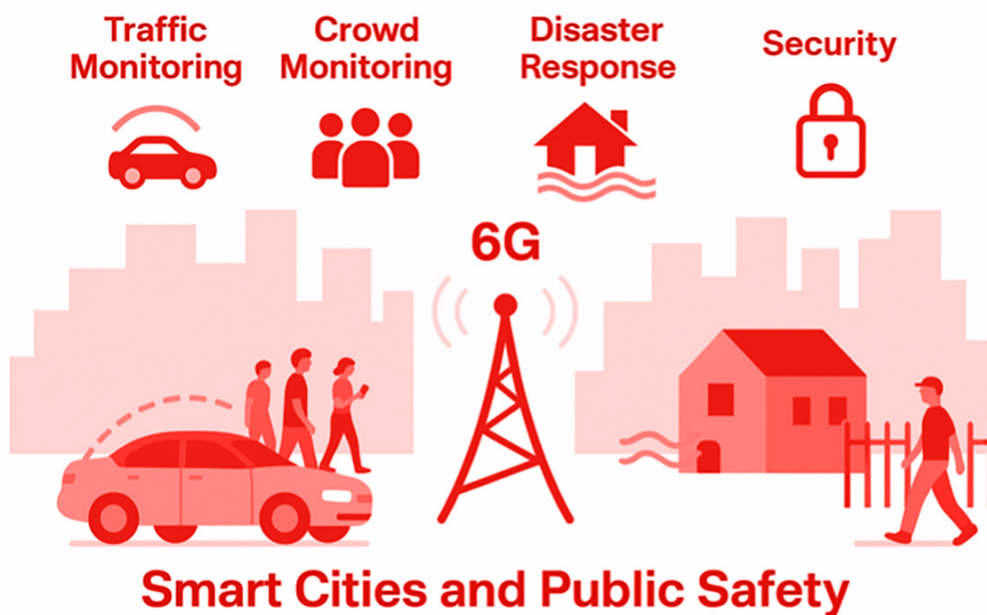 Traffic
Monitoring
Crowd
Monitoring
Disaster
Response
Security
6G
Smart Cities and Public Safety